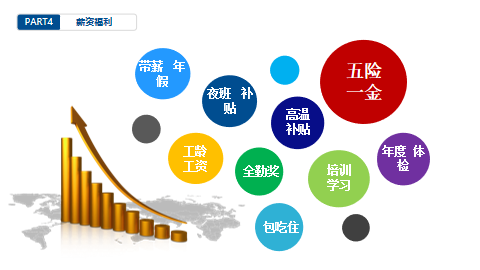 PART4 薪资福利
带薪 年
假
夜班 补
贴
五险
一金
高温
补贴
工龄
工资
全勤奖
培训
学习
年度 体
检
包吃住